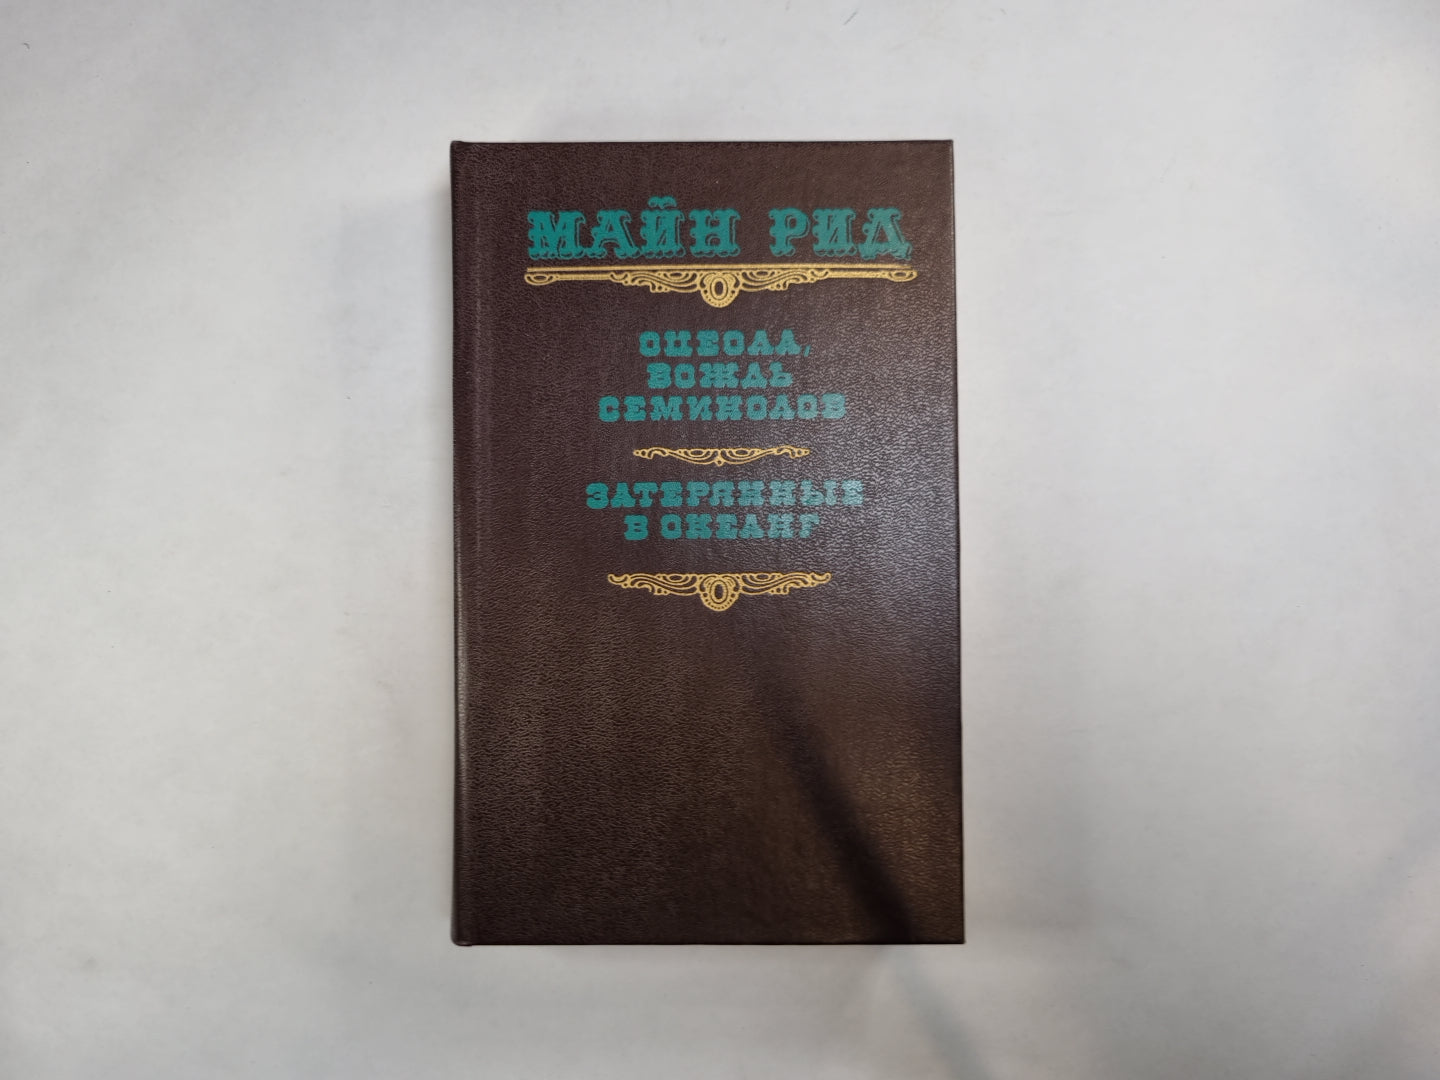 МАЙН РИД
ОЦЕОЛА,
ВОЖДЬ
СЕМИНОЛОВ
ЗАТЕРЯННЫЕ
В ОКЕАНЕ